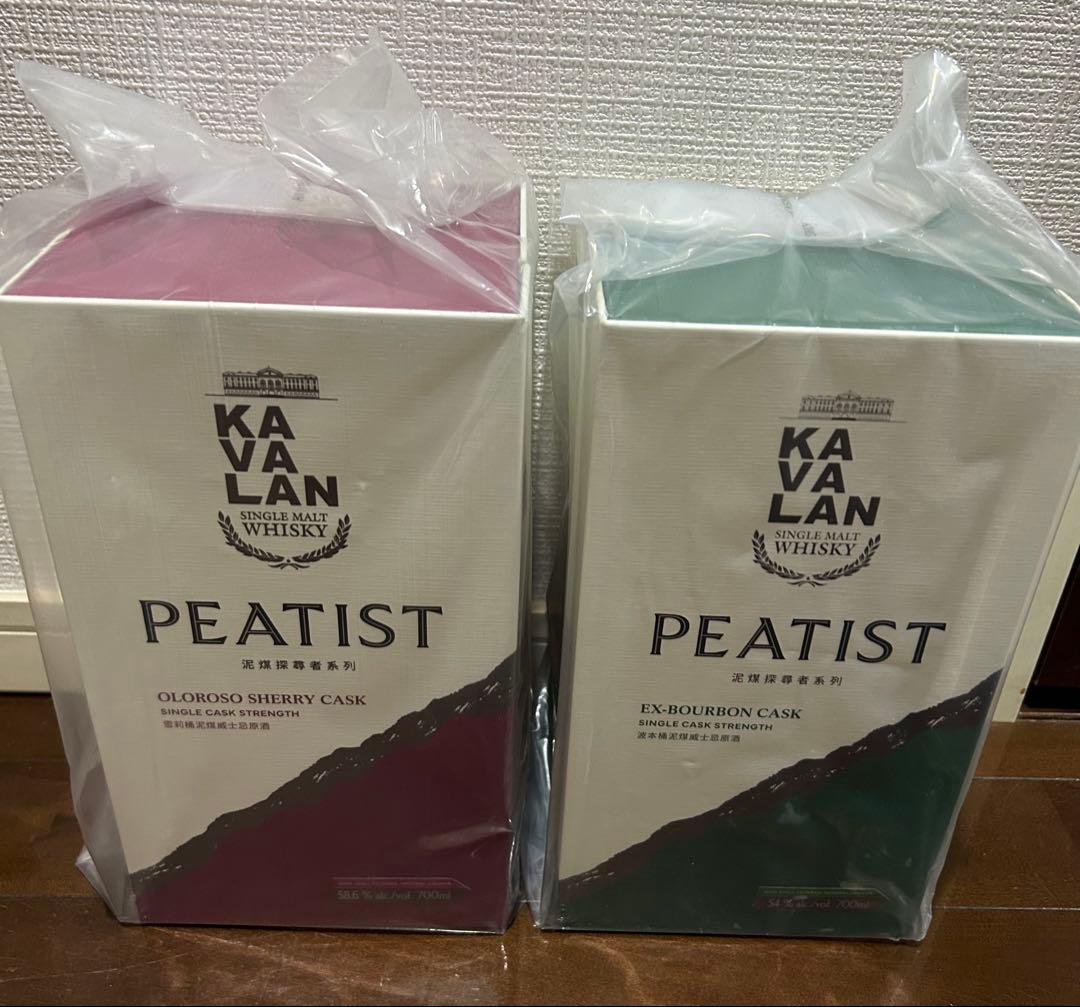 KA
VA
LAN
SINGLE MALT
WHISKY
PEATIST
泥煤探尋者系列
OLOROSO SHERRY CASK
SINGLE CASK STRENGTH
雪莉桶泥煤威士忌原酒
58.6 % alc./vol. 700ml
KA
VA
LAN
SINGLE MALT
WHISKY
PEATIST
泥煤探尋者系列
EX-BOURBON CASK
SINGLE CASK STRENGTH
波本桶泥煤威士忌原酒
54 % alc./vol. 700ml